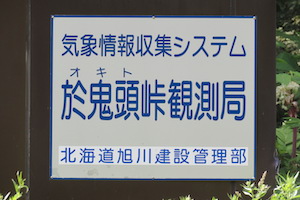 気象情報収集システム
オキト
於鬼頭峠観測局
北海道旭川建設管理部